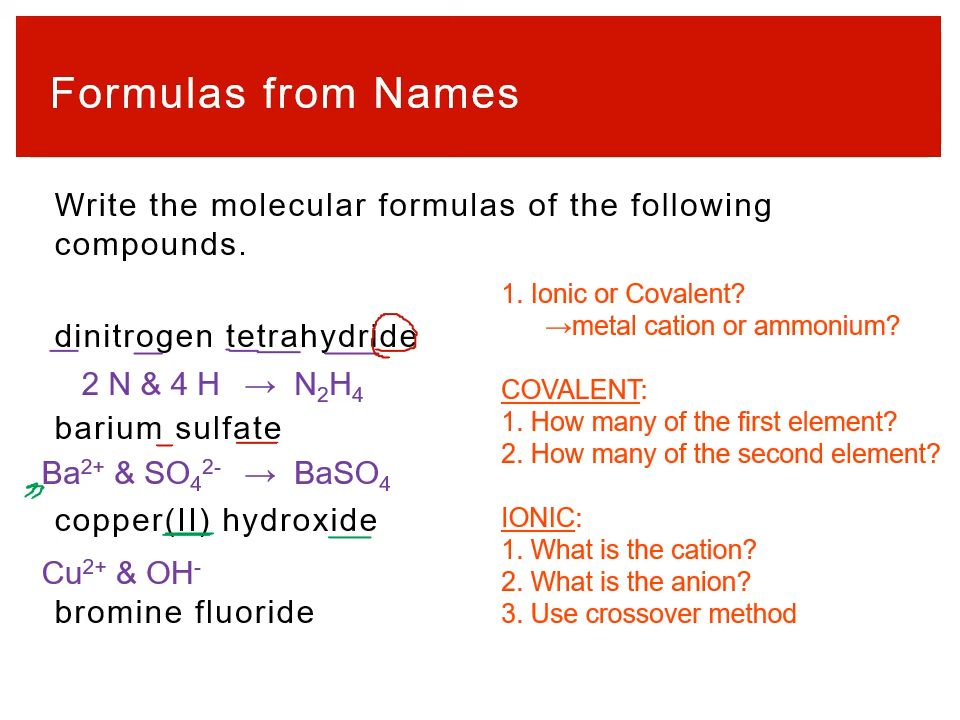 Formulas from Names
Write the molecular formulas of the following
compounds.
dinitrogen tetrahydride
2 N & 4 H → N₂H₄
barium sulfate
Ba²⁺ & SO₄²⁻ → BaSO₄
copper(II) hydroxide
Cu²⁺ & OH⁻
bromine fluoride
1. Ionic or Covalent?
→metal cation or ammonium?
COVALENT:
1. How many of the first element?
2. How many of the second element?
IONIC:
1. What is the cation?
2. What is the anion?
3. Use crossover method